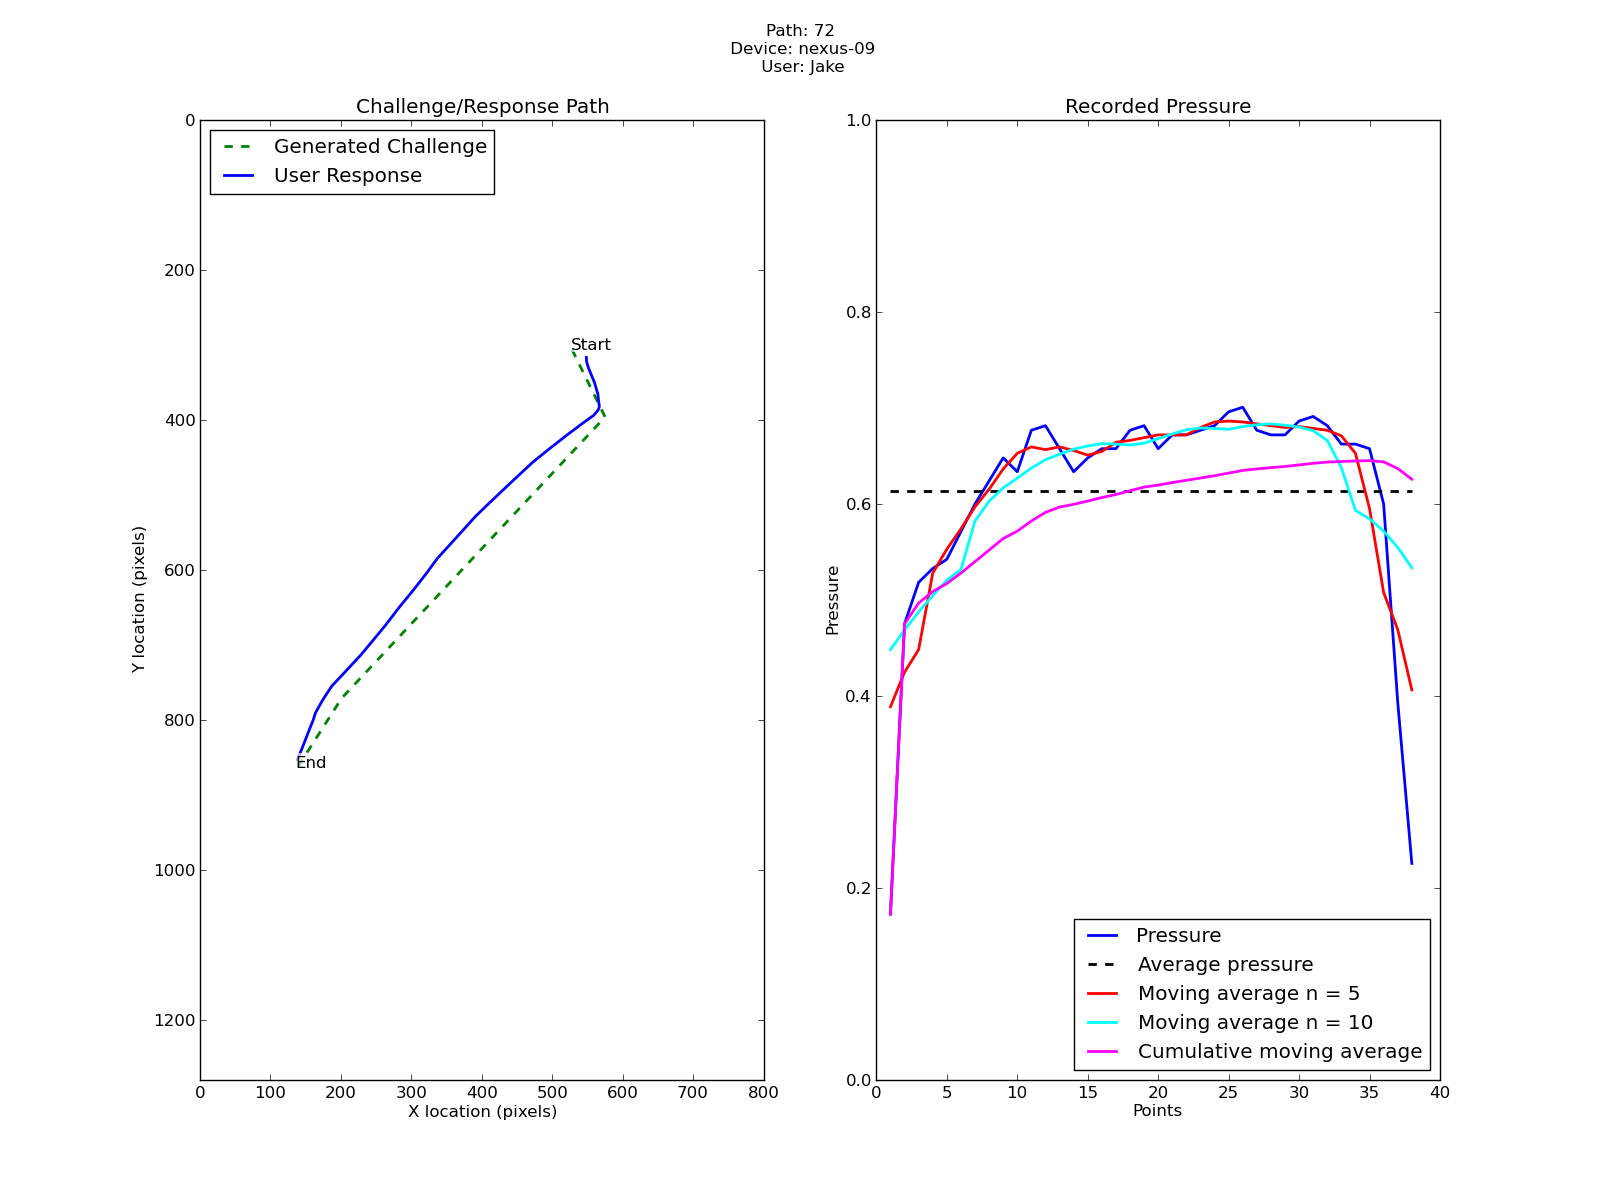 Path: 72
Device: nexus-09
User: Jake
Challenge/Response Path
Generated Challenge
User Response
Start
End
0
200
400
600
800
1000
1200
Y location (pixels)
0 100 200 300 400 500 600 700 800
X location (pixels)
Recorded Pressure
1.0
0.8
0.6
0.4
0.2
0.0
Pressure
Pressure
Average pressure
Moving average n = 5
Moving average n = 10
Cumulative moving average
0 5 10 15 20 25 30 35 40
Points